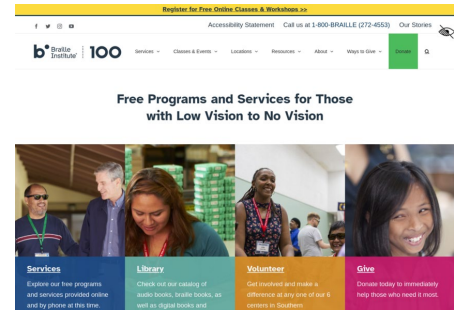 Register for Free Online Classes & Workshops >>
Accessibility Statement Call us at 1-800-BRAILLE (272-4553) Our Stories
Braille Institute 100 Services Classes & Events Locations Resources About Ways to Give Donate
Free Programs and Services for Those
with Low Vision to No Vision
Services
Explore our free programs
and services provided online
and by phone at this time.
Library
Check out our catalog of
audio books, braille books, as
well as digital books and
Volunteer
Get involved and make a
difference at any one of our 6
centers in Southern
Give
Donate today to immediately
help those who need it most.